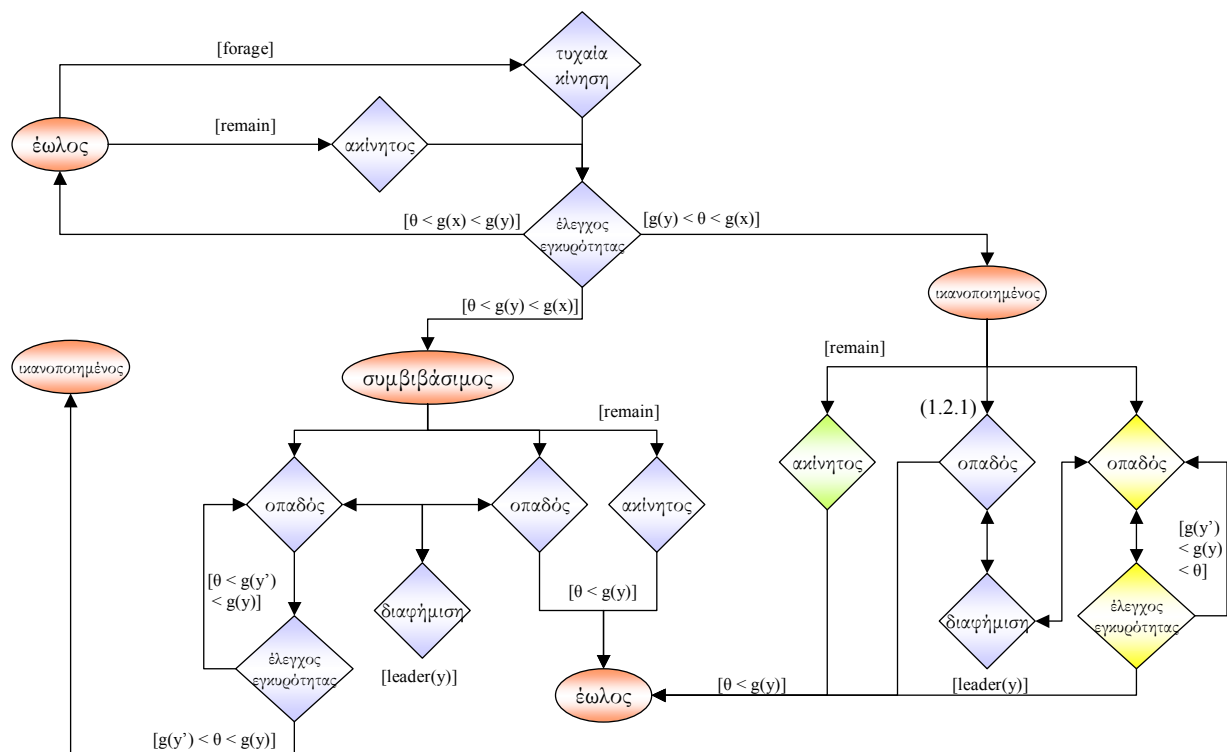 [forage]
τυχαία
κίνηση
[remain]
έωλος
ακίνητος
[θ < g(x) < g(y)]
έλεγχος
εγκυρότητας
[g(y) < θ < g(x)]
[θ < g(y) < g(x)]
ικανοποιημένος
ικανοποιημένος
συμβιβάσιμος
[remain]
[remain]
(1.2.1)
οπαδός
οπαδός
ακίνητος
ακίνητος
οπαδός
οπαδός
[θ < g(y’)
< g(y)]
διαφήμιση
[θ < g(y)]
[g(y’)
< g(y)
< θ]
διαφήμιση
έλεγχος
εγκυρότητας
έλεγχος
εγκυρότητας
[leader(y)]
έωλος
[θ < g(y)]
[leader(y)]
[g(y’) < θ < g(y)]